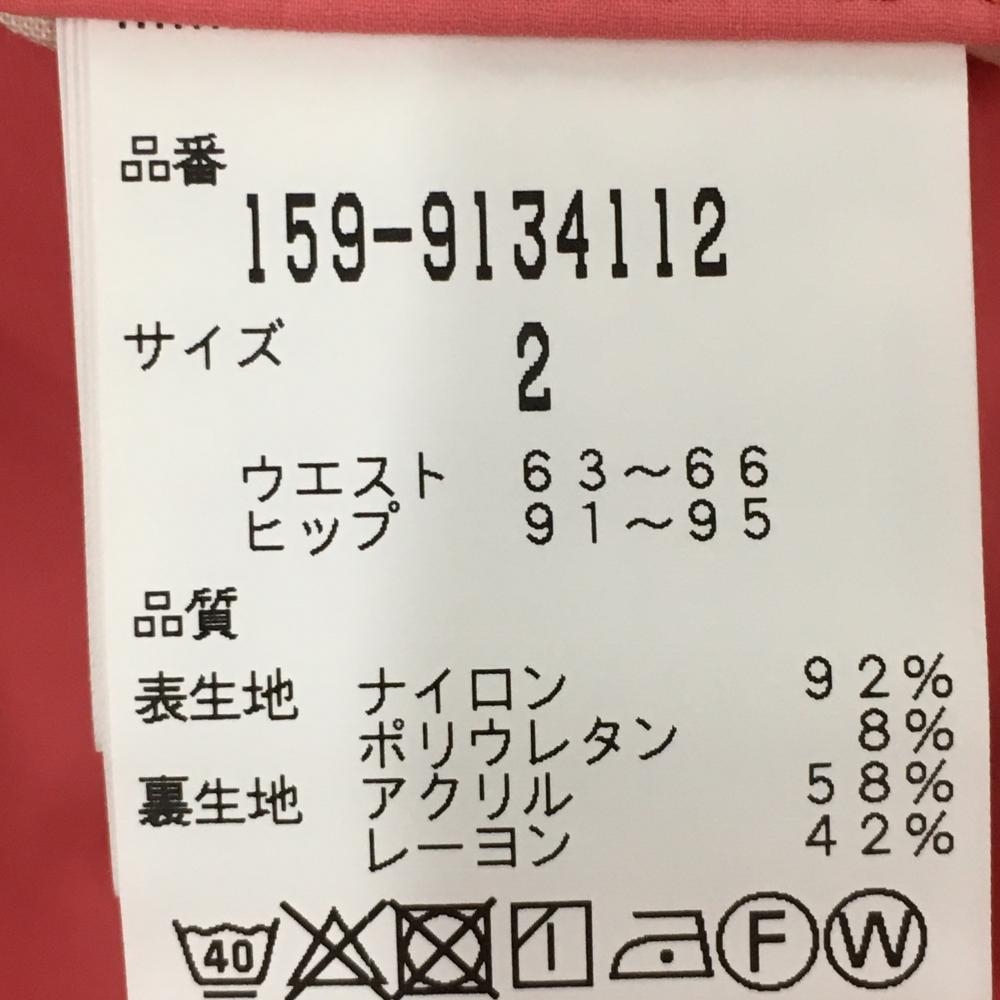 品番
159-9134112
サイズ 2
ウエスト 63～66
ヒップ 91～95
品質
表生地 ナイロン 92%
ポリウレタン 8%
裏生地 アクリル 58%
レーヨン 42%
40 F W